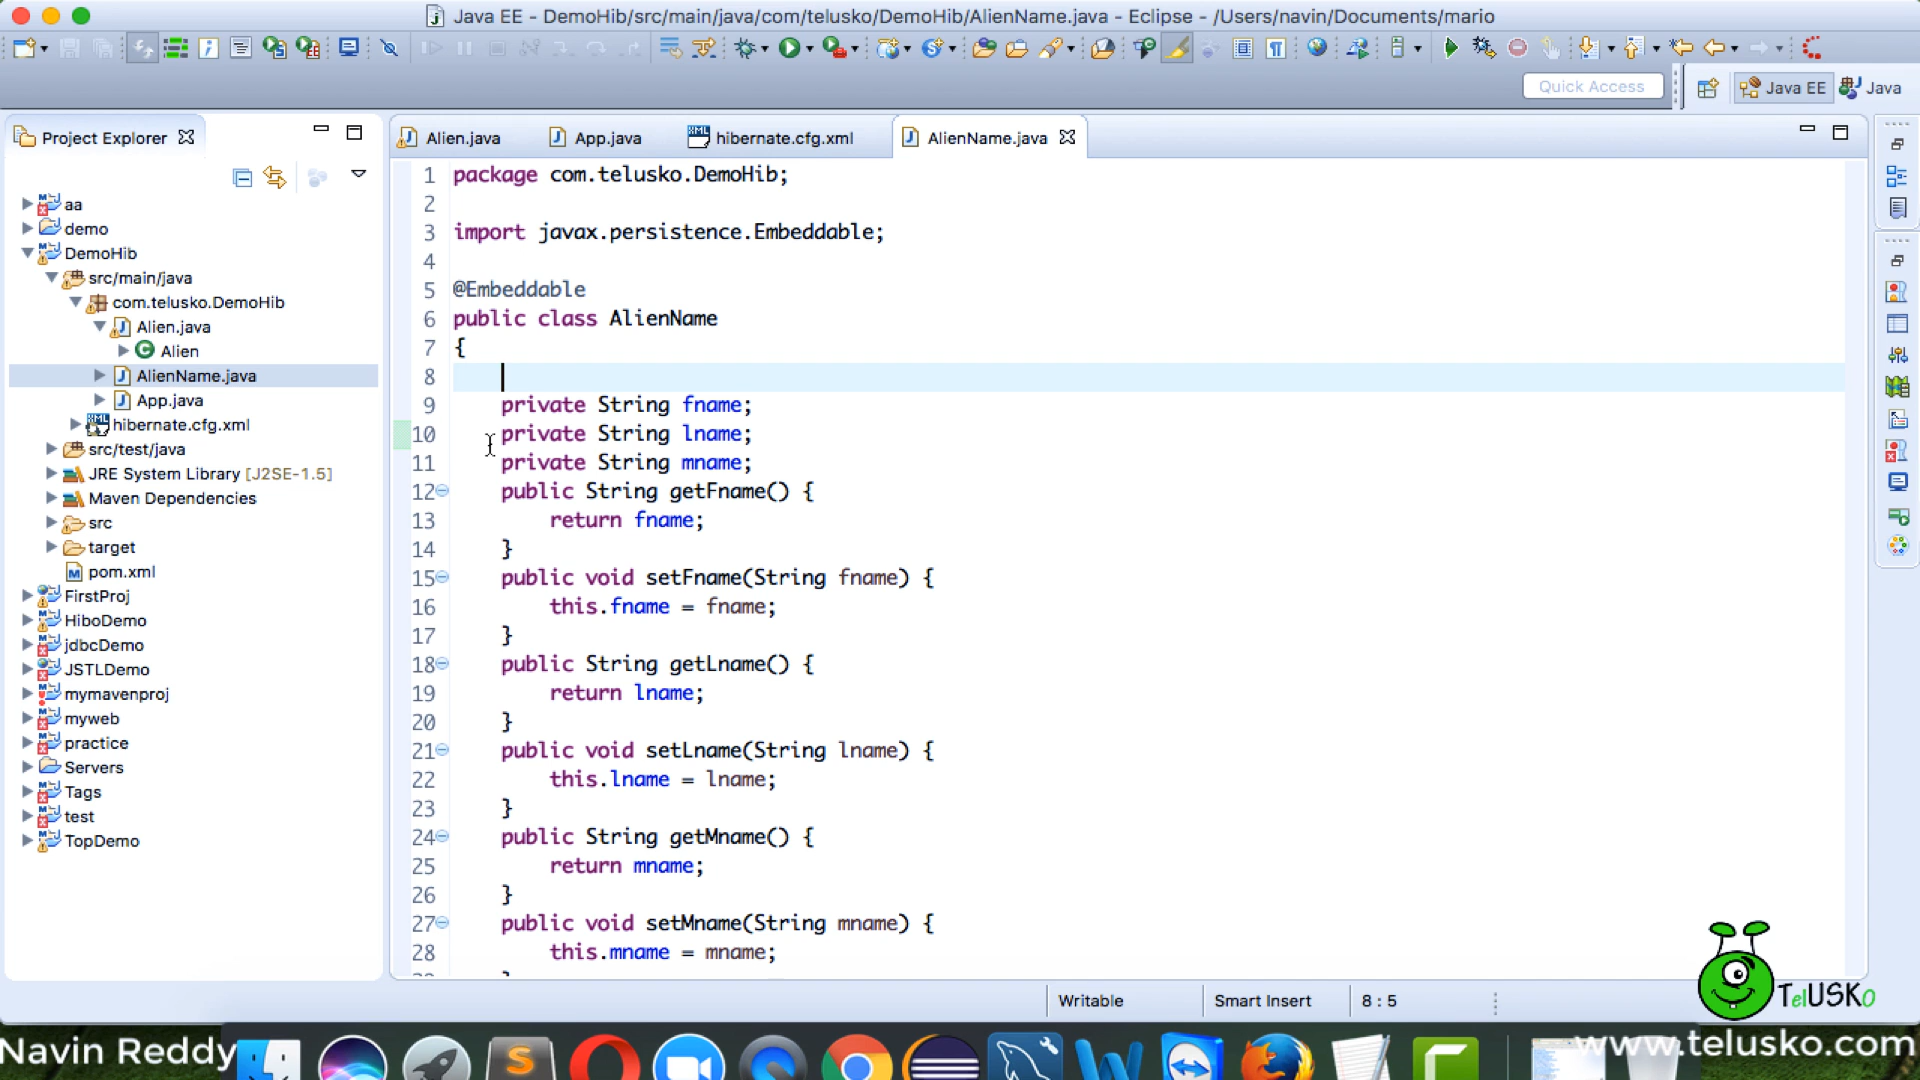 Java EE - DemoHib/src/main/java/com/telusko/DemoHib/AlienName.java - Eclipse - /Users/navin/Documents/mario
Quick Access
Java EE
Java
Project Explorer
Alien.java
App.java
hibernate.cfg.xml
AlienName.java
aa
demo
DemoHib
src/main/java
com.telusko.DemoHib
Alien.java
Alien
AlienName.java
App.java
hibernate.cfg.xml
src/test/java
JRE System Library [J2SE-1.5]
Maven Dependencies
src
target
pom.xml
FirstProj
HiboDemo
jdbcDemo
JSTLDemo
mymavenproj
myweb
practice
Servers
Tags
test
TopDemo
1 package com.telusko.DemoHib;
2
3 import javax.persistence.Embeddable;
4
5 @Embeddable
6 public class AlienName
7 {
8
9 private String fname;
10 private String lname;
11 private String mname;
12 public String getFname() {
13 return fname;
14 }
15 public void setFname(String fname) {
16 this.fname = fname;
17 }
18 public String getLname() {
19 return lname;
20 }
21 public void setLname(String lname) {
22 this.lname = lname;
23 }
24 public String getMname() {
25 return mname;
26 }
27 public void setMname(String mname) {
28 this.mname = mname;
Writable
Smart Insert
8 : 5
TelUSKO
Navin Reddy
www.telusko.com